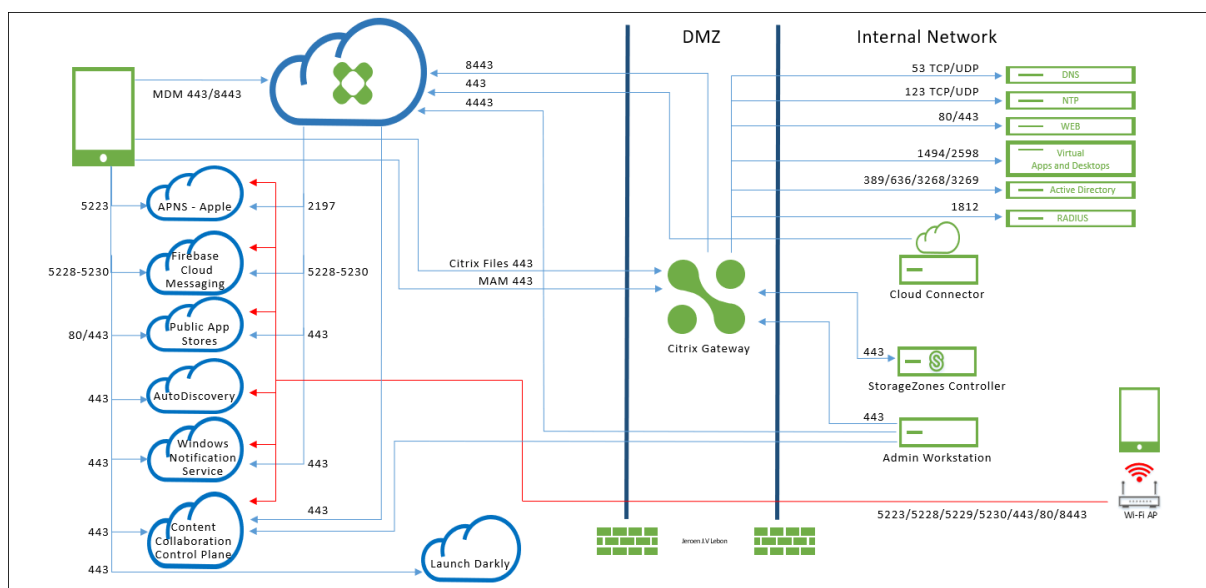 DMZ
Internal Network
8443
443
4443
53 TCP/UDP
DNS
123 TCP/UDP
NTP
80/443
WEB
1494/2598
Virtual
Apps and Desktops
389/636/3268/3269
Active Directory
1812
RADIUS
MDM 443/8443
5223
APNS - Apple
2197
5228-5230
Firebase
Cloud
Messaging
5228-5230
Citrix Files 443
MAM 443
Citrix Gateway
Cloud Connector
80/443
Public App
Stores
443
443
StorageZones Controller
443
AutoDiscovery
443
Admin Workstation
443
Windows
Notification
Service
443
443
443
Content
Collaboration
Control Plane
5223/5228/5229/5230/443/80/8443
Wi-Fi AP
Jeroen J.V Lebon
443
Launch Darkly